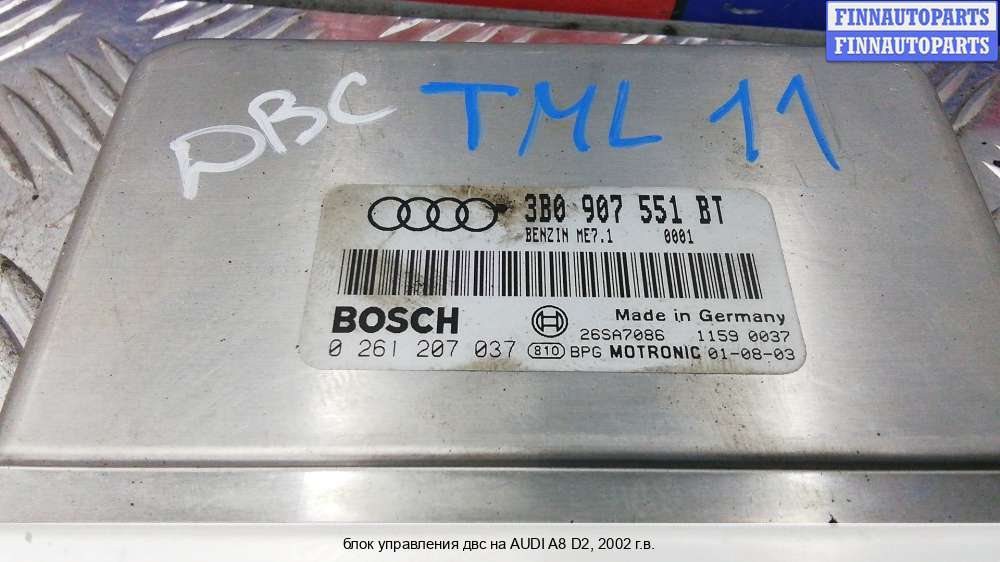 FINNAUTOPARTS
FINNAUTOPARTS
DBC TML 11
3B0 907 551 BT
BENZIN ME7.1 0001
BOSCH
Made in Germany
26SA7086 1159 0037
0 261 207 037 810 BPG MOTRONIC 01-08-03
блок управления двс на AUDI A8 D2, 2002 г.в.